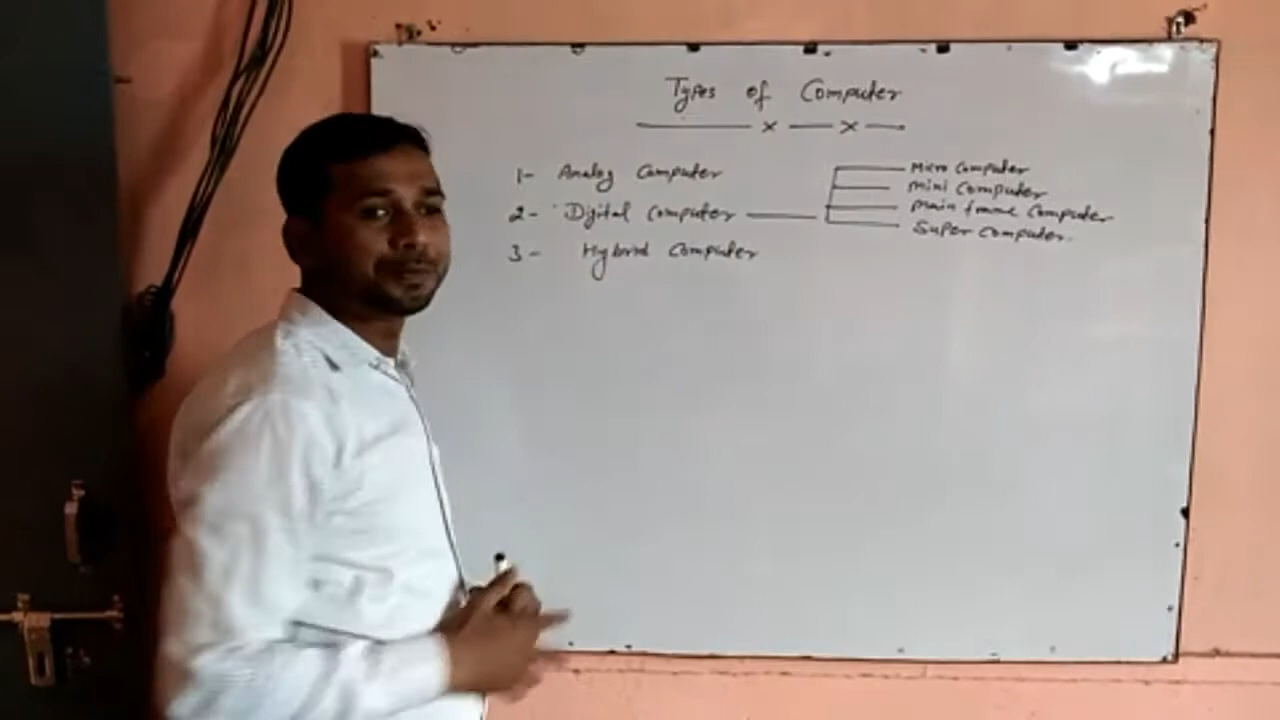 Types of Computer
1- Analog Computer
2- Digital Computer
3- Hybrid Computer
Micro Computer
Mini Computer
Main frame Computer
Super Computer.